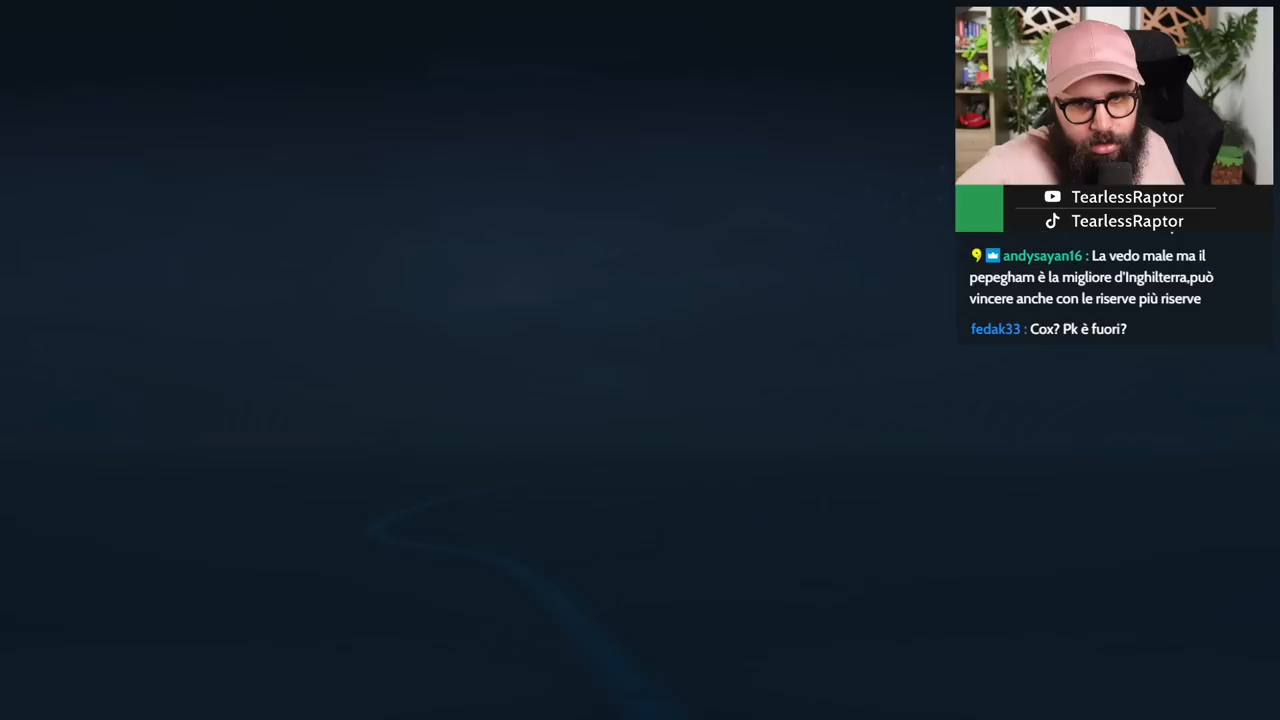 TearlessRaptor
TearlessRaptor
andysayan16 : La vedo male ma il
pepegham è la migliore d'Inghilterra,può
vincere anche con le riserve più riserve
fedak33 : Cox? Pk è fuori?